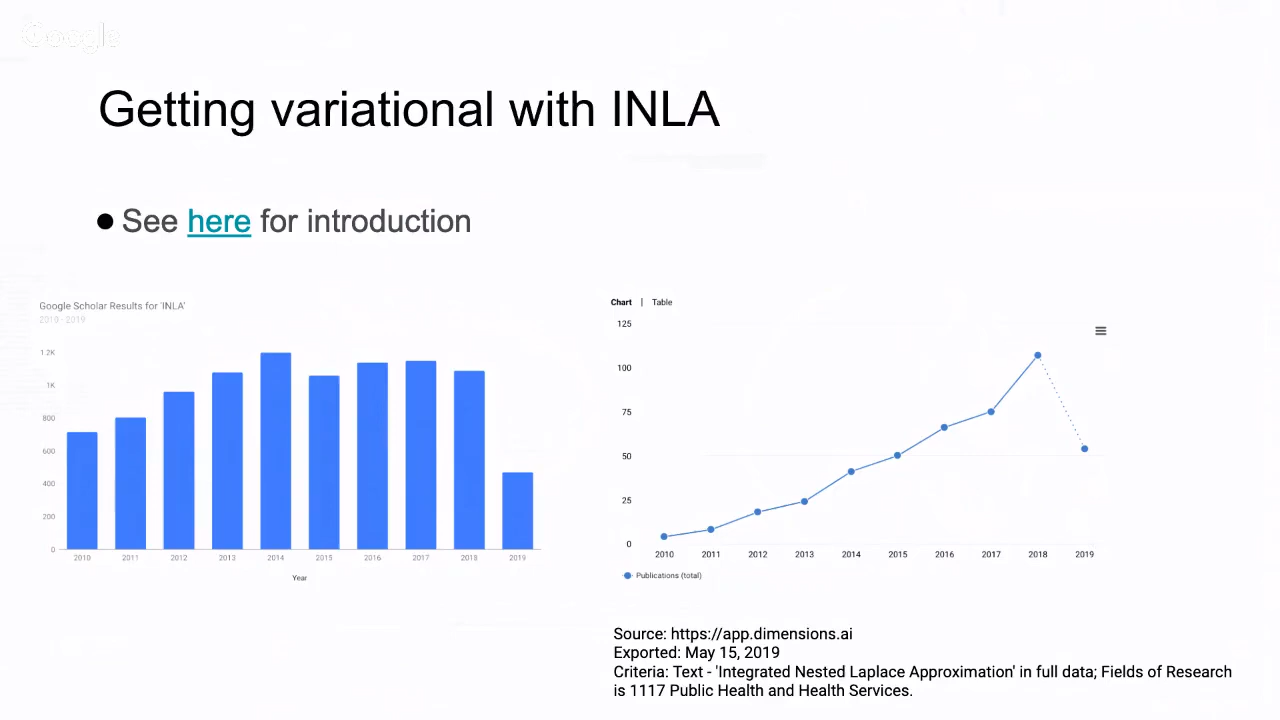 Google
Getting variational with INLA
● See here for introduction
Google Scholar Results for 'INLA'
2010 - 2019
1 2K
1K
800
600
400
200
0
2010 2011 2012 2013 2014 2015 2016 2017 2018 2019
Year
Chart | Table
125
100
75
50
25
0
2010 2011 2012 2013 2014 2015 2016 2017 2018 2019
Publications (total)
Source: https://app.dimensions.ai
Exported: May 15, 2019
Criteria: Text - 'Integrated Nested Laplace Approximation' in full data; Fields of Research
is 1117 Public Health and Health Services.